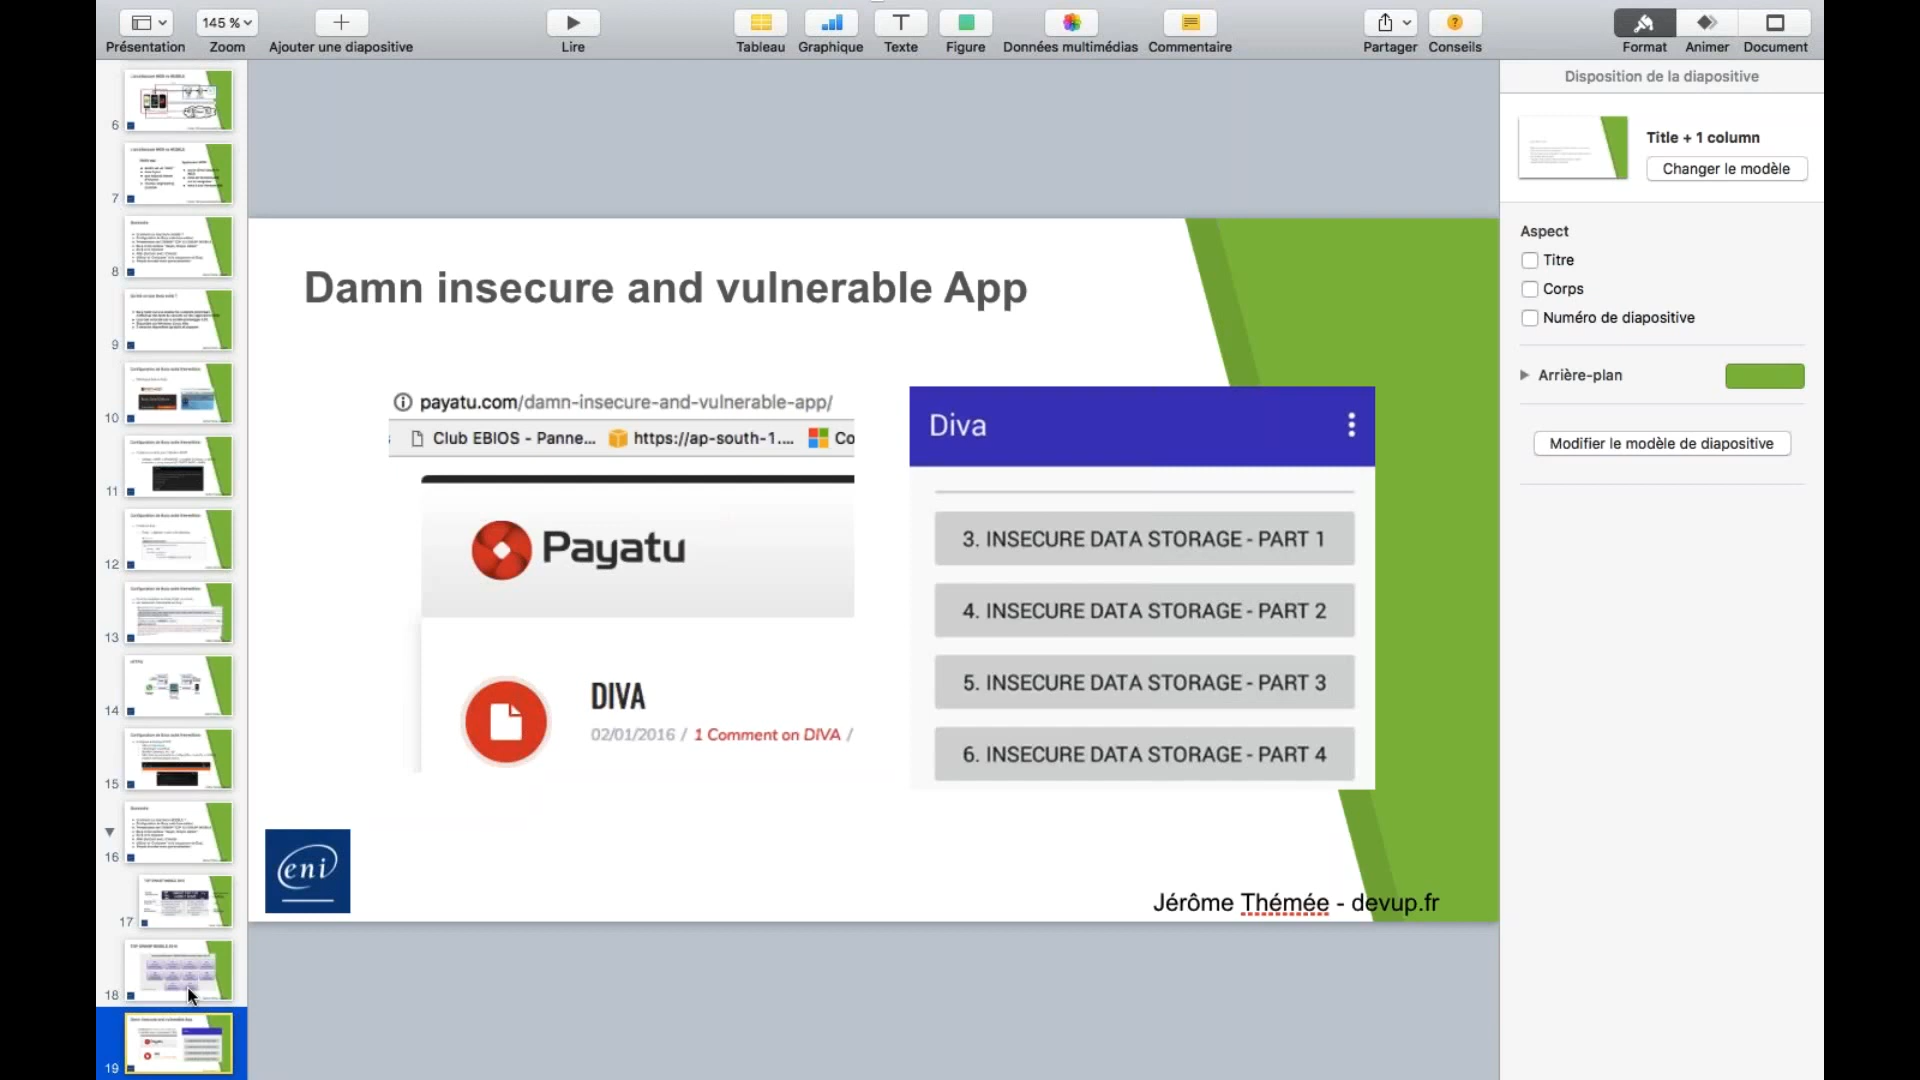 145 %
Présentation
Zoom
Ajouter une diapositive
Lire
Tableau
Graphique
Texte
Figure
Données multimédias
Commentaire
Partager
Conseils
Format
Animer
Document
6
7
8
9
10
11
12
13
14
15
16
17
18
19
Damn insecure and vulnerable App
payatu.com/damn-insecure-and-vulnerable-app/
Club EBIOS - Panne... https://ap-south-1.... Co
Payatu
DIVA
02/01/2016 / 1 Comment on DIVA /
Diva
3. INSECURE DATA STORAGE - PART 1
4. INSECURE DATA STORAGE - PART 2
5. INSECURE DATA STORAGE - PART 3
6. INSECURE DATA STORAGE - PART 4
eni
Jérôme Thémée - devup.fr
Disposition de la diapositive
Title + 1 column
Changer le modèle
Aspect
Titre
Corps
Numéro de diapositive
Arrière-plan
Modifier le modèle de diapositive